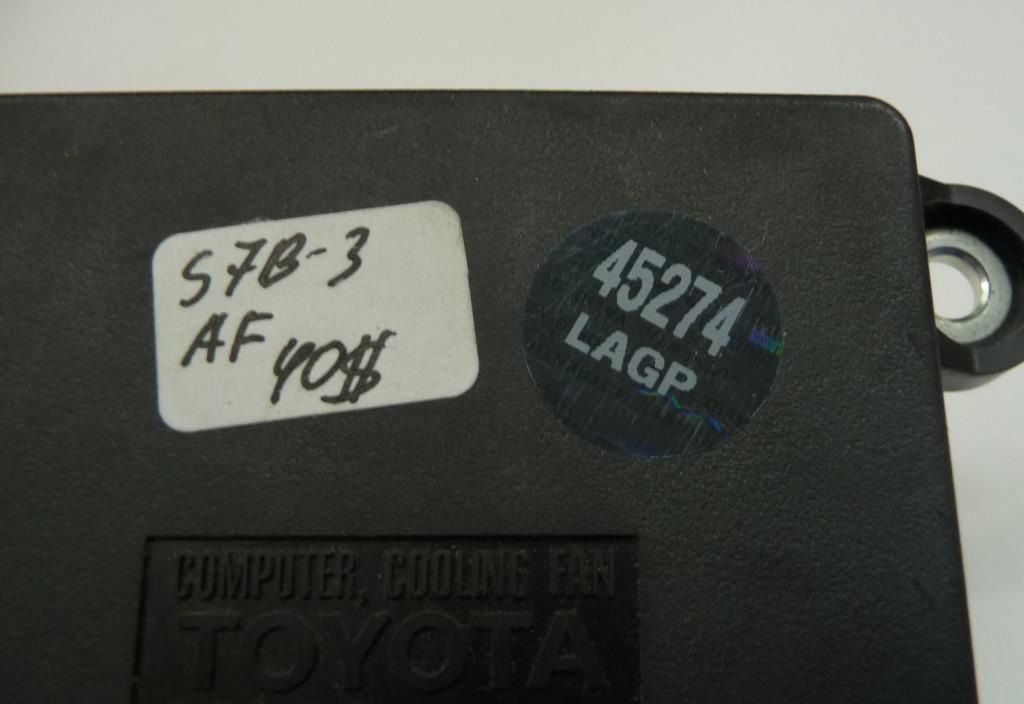 S7B-3
AF 40$
45274
LAGP
COMPUTER, COOLING FAN
TOYOTA